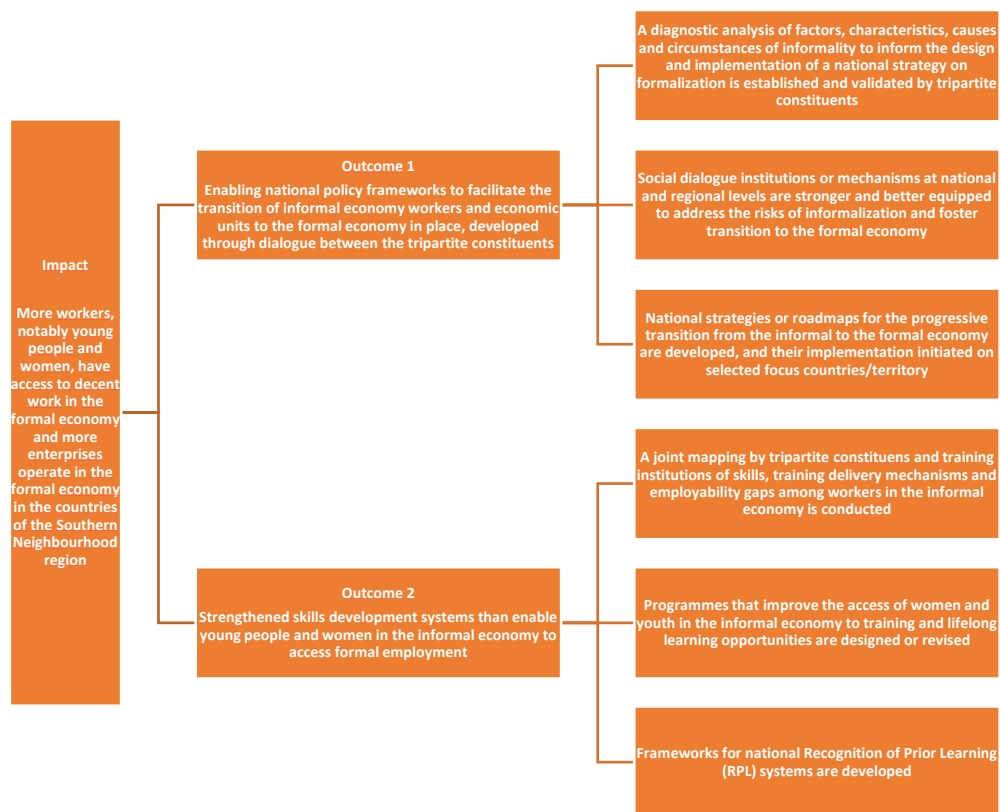 Impact
More workers,
notably young
people and
women, have
access to decent
work in the
formal economy
and more
enterprises
operate in the
formal economy
in the countries
of the Southern
Neighbourhood
region
Outcome 1
Enabling national policy frameworks to facilitate the
transition of informal economy workers and economic
units to the formal economy in place, developed
through dialogue between the tripartite constituents
A diagnostic analysis of factors, characteristics, causes
and circumstances of informality to inform the design
and implementation of a national strategy on
formalization is established and validated by tripartite
constituents
Social dialogue institutions or mechanisms at national
and regional levels are stronger and better equipped
to address the risks of informalization and foster
transition to the formal economy
National strategies or roadmaps for the progressive
transition from the informal to the formal economy
are developed, and their implementation initiated on
selected focus countries/territory
Outcome 2
Strengthened skills development systems than enable
young people and women in the informal economy to
access formal employment
A joint mapping by tripartite constituens and training
institutions of skills, training delivery mechanisms and
employability gaps among workers in the informal
economy is conducted
Programmes that improve the access of women and
youth in the informal economy to training and lifelong
learning opportunities are designed or revised
Frameworks for national Recognition of Prior Learning
(RPL) systems are developed